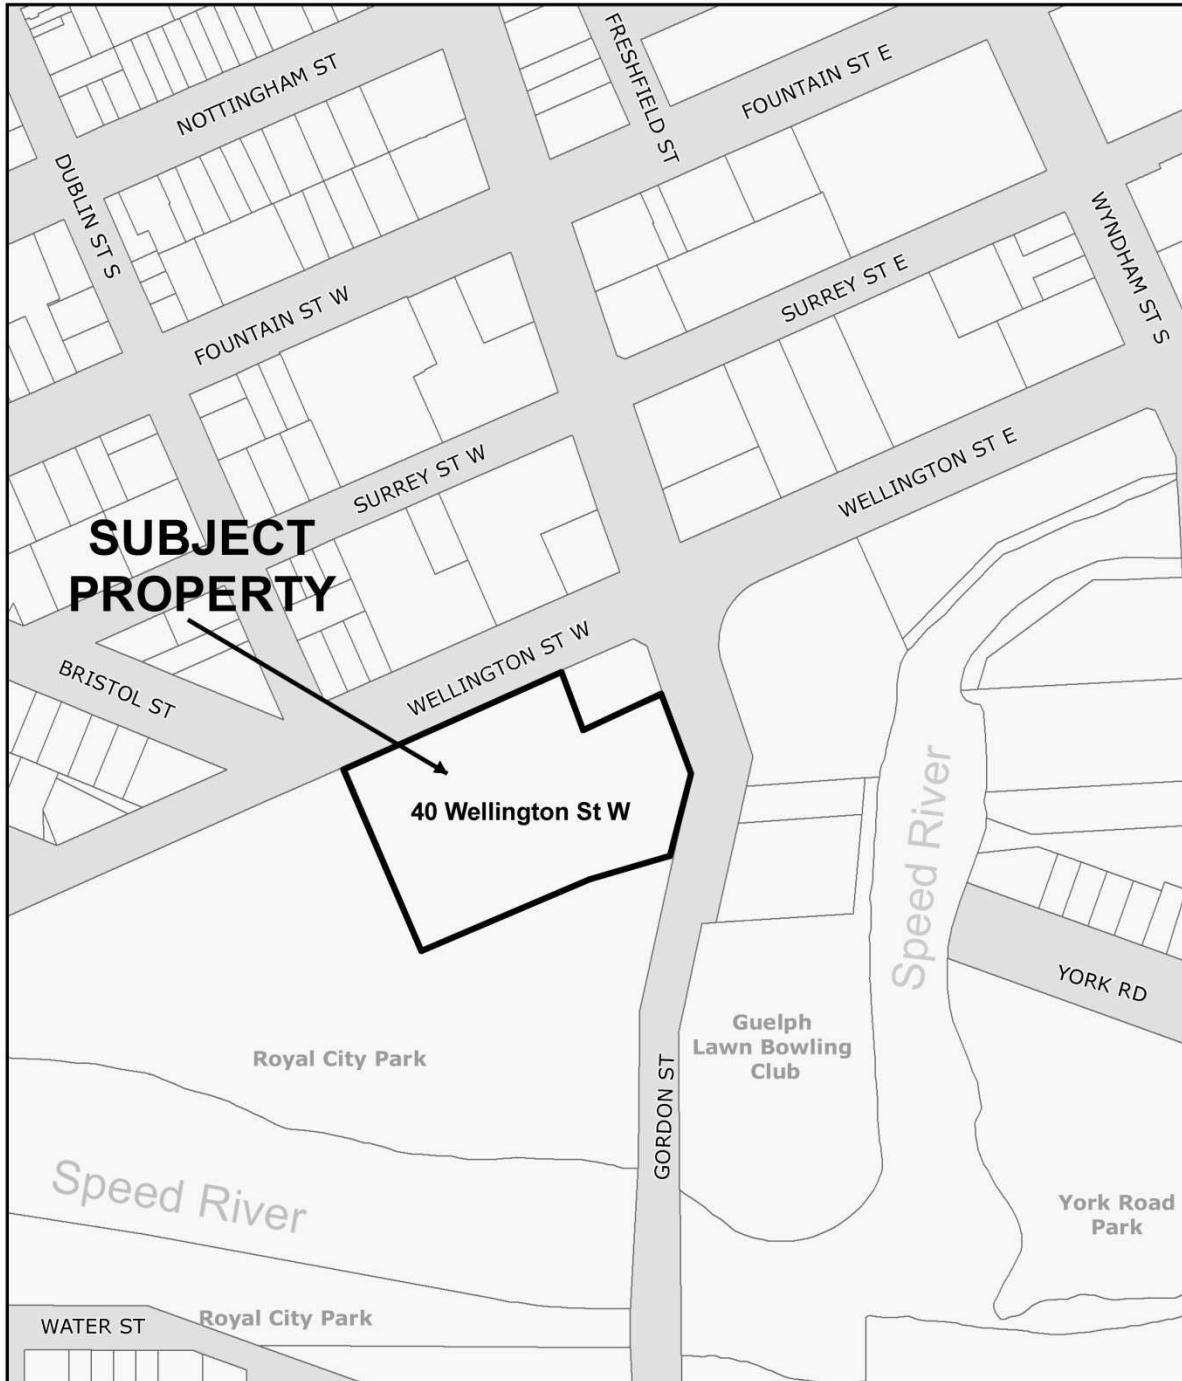 FRESHFIELD ST
FOUNTAIN ST E
NOTTINGHAM ST
DUBLIN ST S
WYNDHAM ST S
SURREY ST E
FOUNTAIN ST W
SURREY ST W
WELLINGTON ST E
SUBJECT
PROPERTY
WELLINGTON ST W
BRISTOL ST
40 Wellington St W
Speed River
YORK RD
Guelph
Lawn Bowling
Club
Royal City Park
GORDON ST
Speed River
York Road
Park
Royal City Park
WATER ST